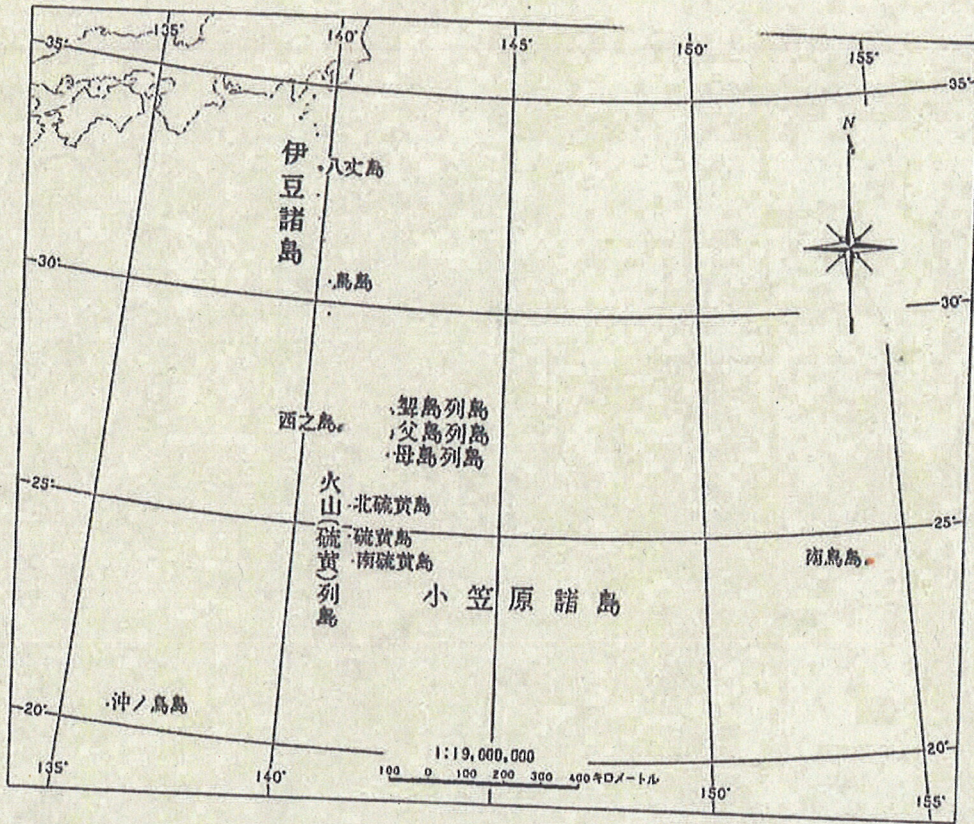 135°
140°
145°
150°
155°
35°
35°
N
伊豆諸島
八丈島
鳥島
30°
30°
西之島
聟島列島
父島列島
母島列島
25°
25°
火山(硫黄)列島
北硫黄島
硫黄島
南硫黄島
南鳥島
小笠原諸島
沖ノ鳥島
20°
20°
1:19,000,000
100 0 100 200 300 400キロメートル
135°
140°
150°
155°